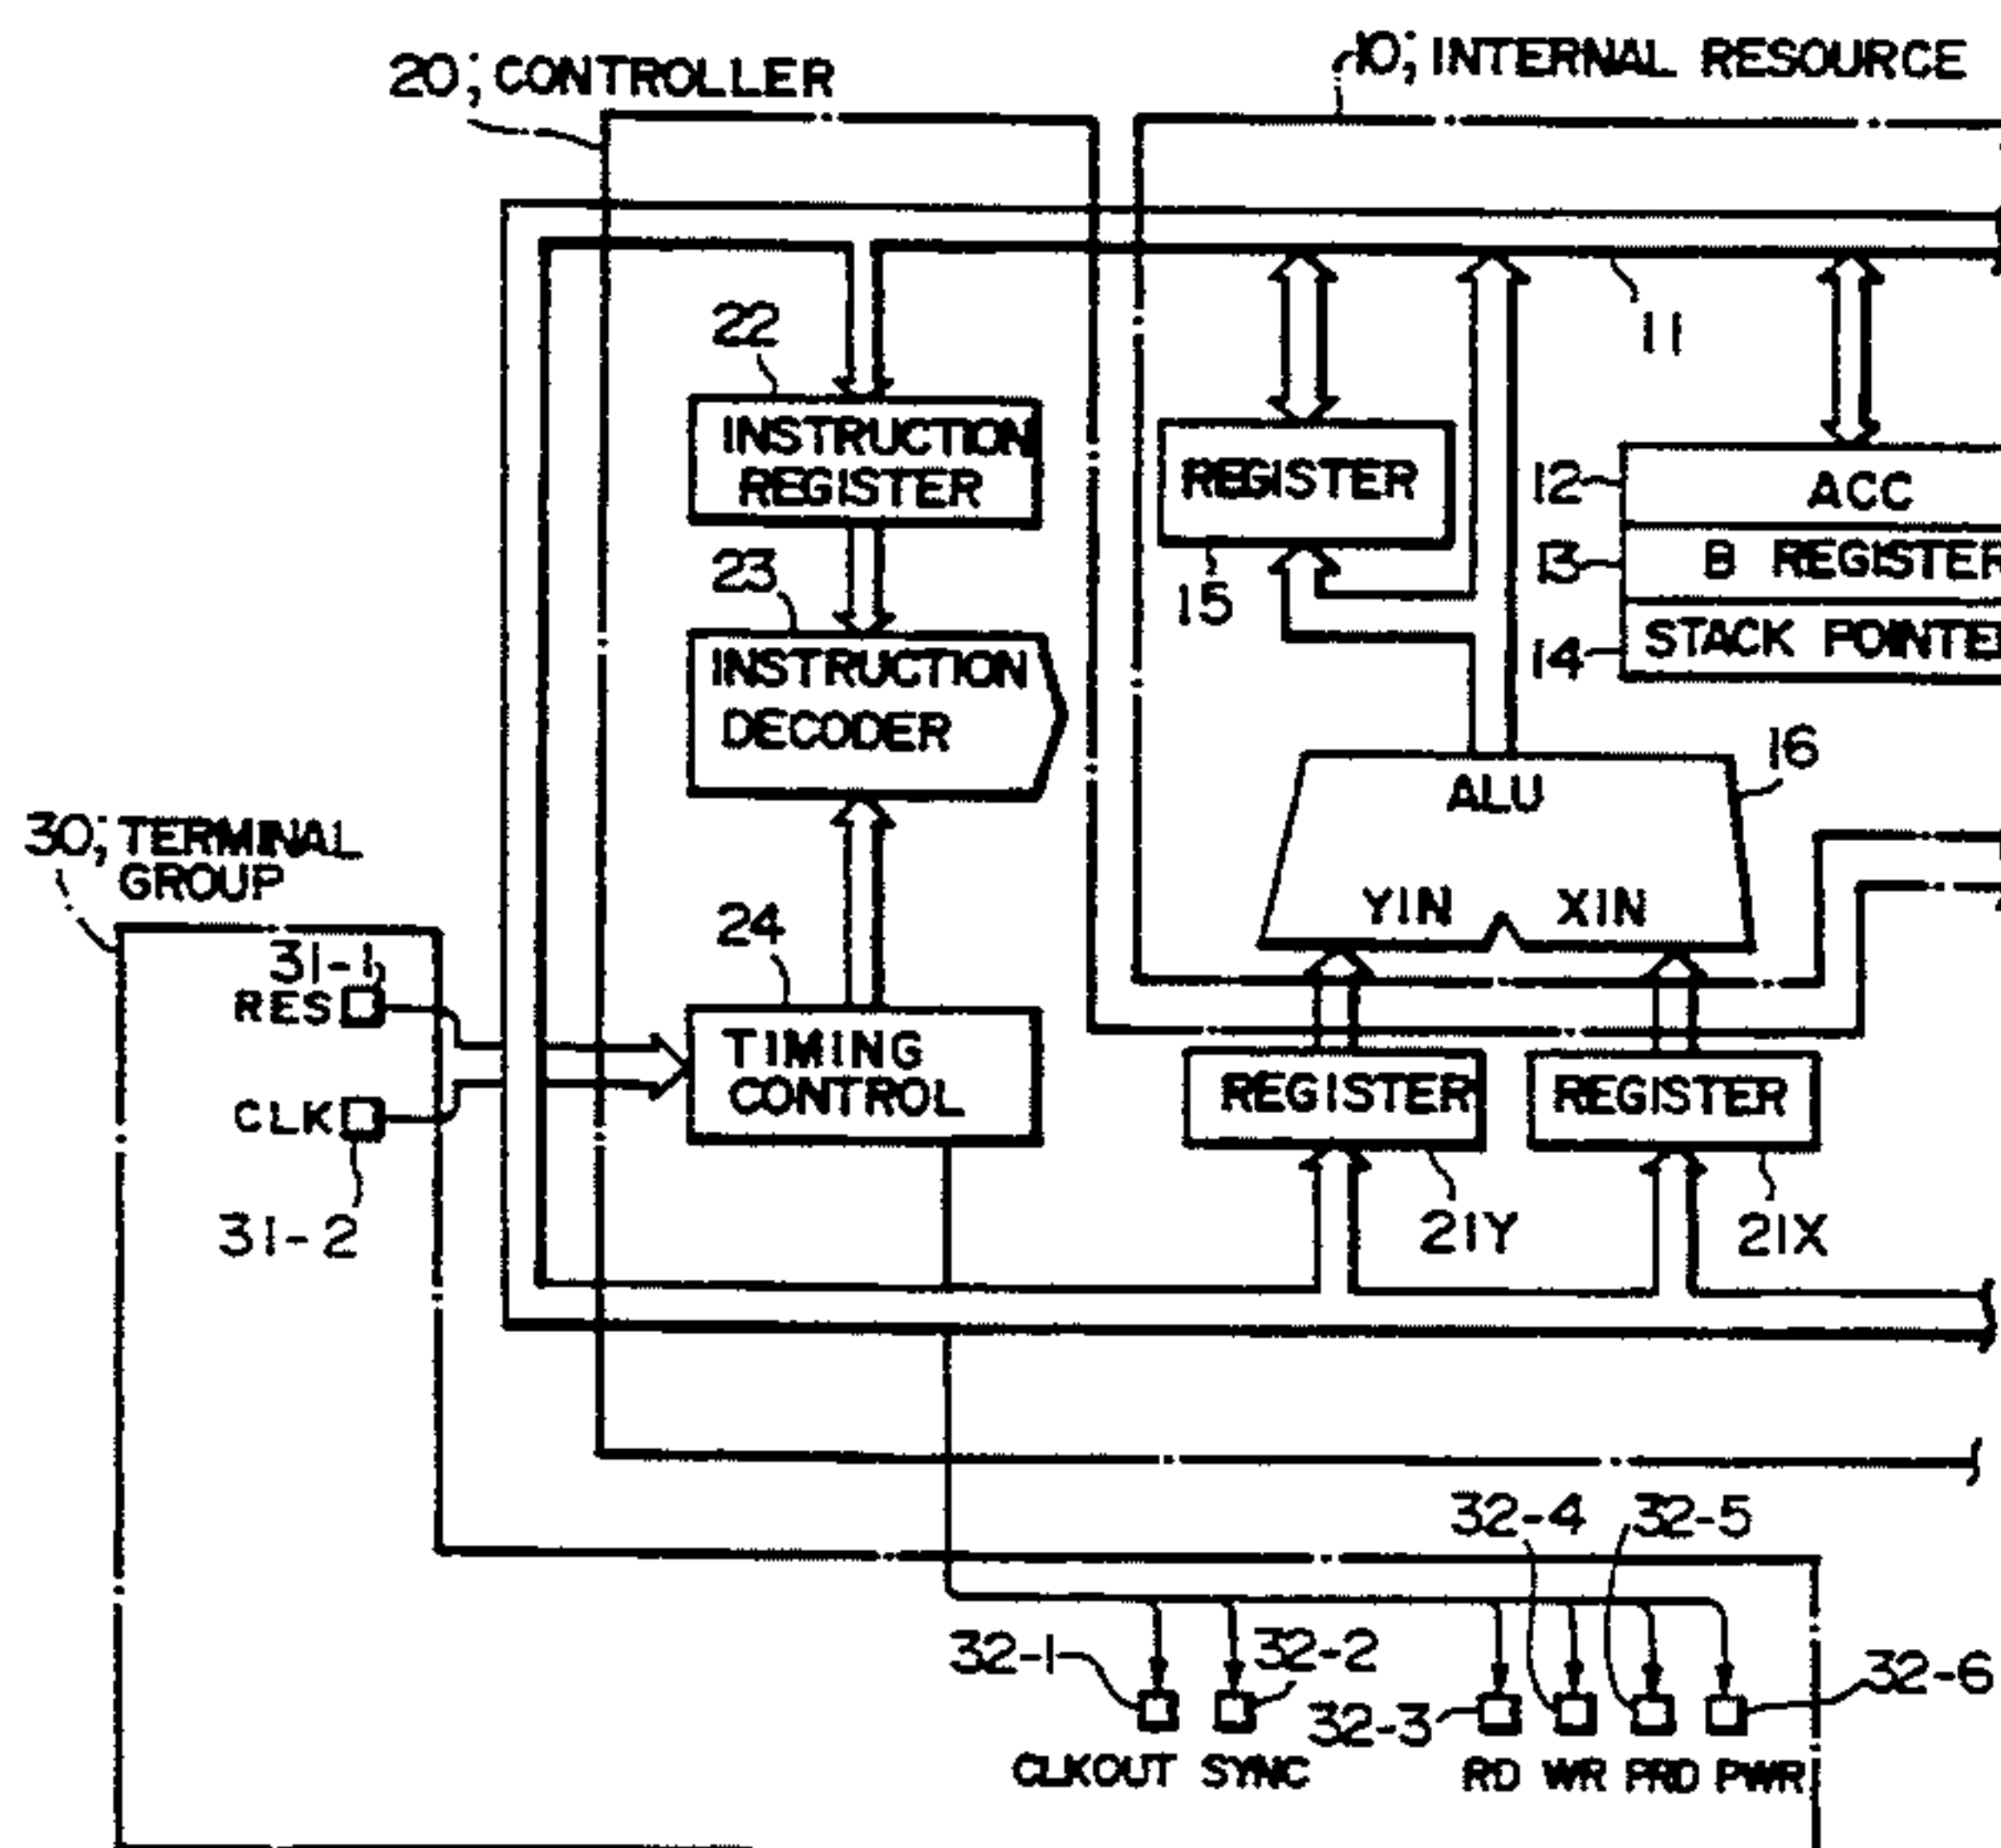 20; CONTROLLER
10; INTERNAL RESOURCE
22
11
INSTRUCTION
REGISTER
REGISTER
12
ACC
23
13
B REGISTER
15
INSTRUCTION
DECODER
14
STACK POINTE
16
ALU
30; TERMINAL
GROUP
YIN XIN
24
31-1
RES
TIMING
CONTROL
REGISTER
REGISTER
CLK
31-2
21Y
21X
32-4
32-5
32-1
32-2
32-3
32-6
CLKOUT SYNC
RD WR PRD PWR